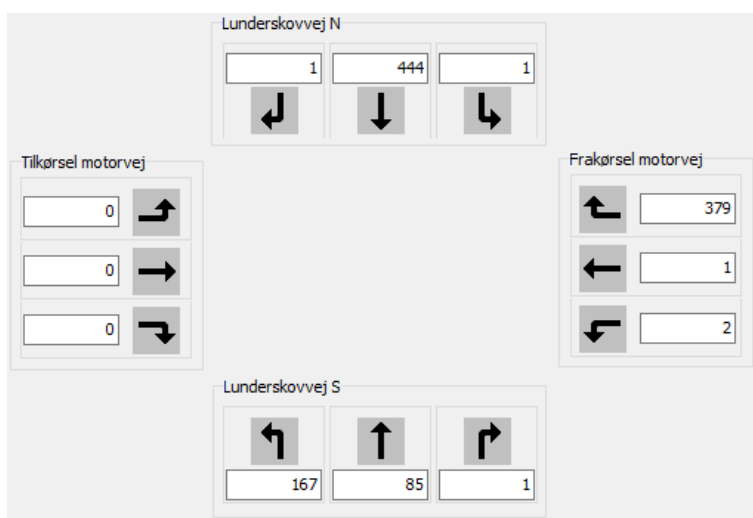 Lunderskovvej N
1 444 1
Tilkørsel motorvej
Frakørsel motorvej
0
379
0
1
0
2
Lunderskovvej S
167 85 1